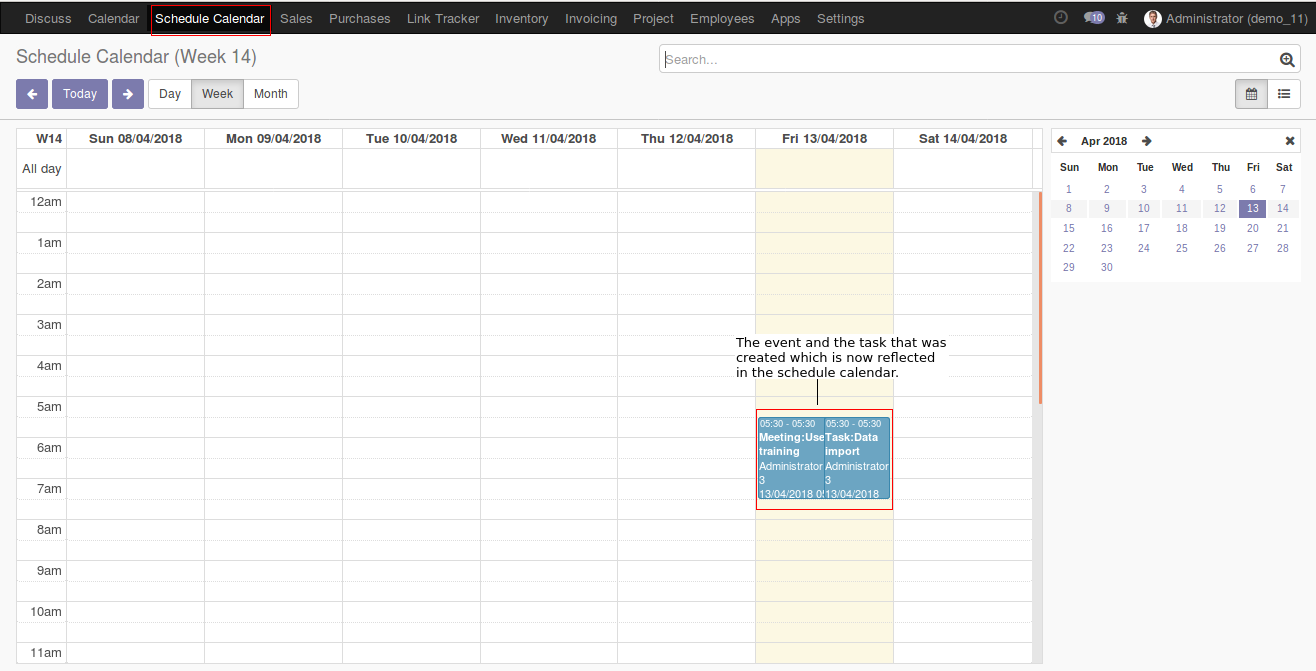 Discuss Calendar Schedule Calendar Sales Purchases Link Tracker Inventory Invoicing Project Employees Apps Settings 10 Administrator (demo_11)
Schedule Calendar (Week 14)
Search...
Today Day Week Month
W14 Sun 08/04/2018 Mon 09/04/2018 Tue 10/04/2018 Wed 11/04/2018 Thu 12/04/2018 Fri 13/04/2018 Sat 14/04/2018
All day
12am
1am
2am
3am
4am
5am
6am
7am
8am
9am
10am
11am
The event and the task that was
created which is now reflected
in the schedule calendar.
05:30 - 05:30
Meeting:Use
training
Administrator
3
13/04/2018 0
05:30 - 05:30
Task:Data
import
Administrator
3
13/04/2018
Apr 2018
Sun Mon Tue Wed Thu Fri Sat
1 2 3 4 5 6 7
8 9 10 11 12 13 14
15 16 17 18 19 20 21
22 23 24 25 26 27 28
29 30